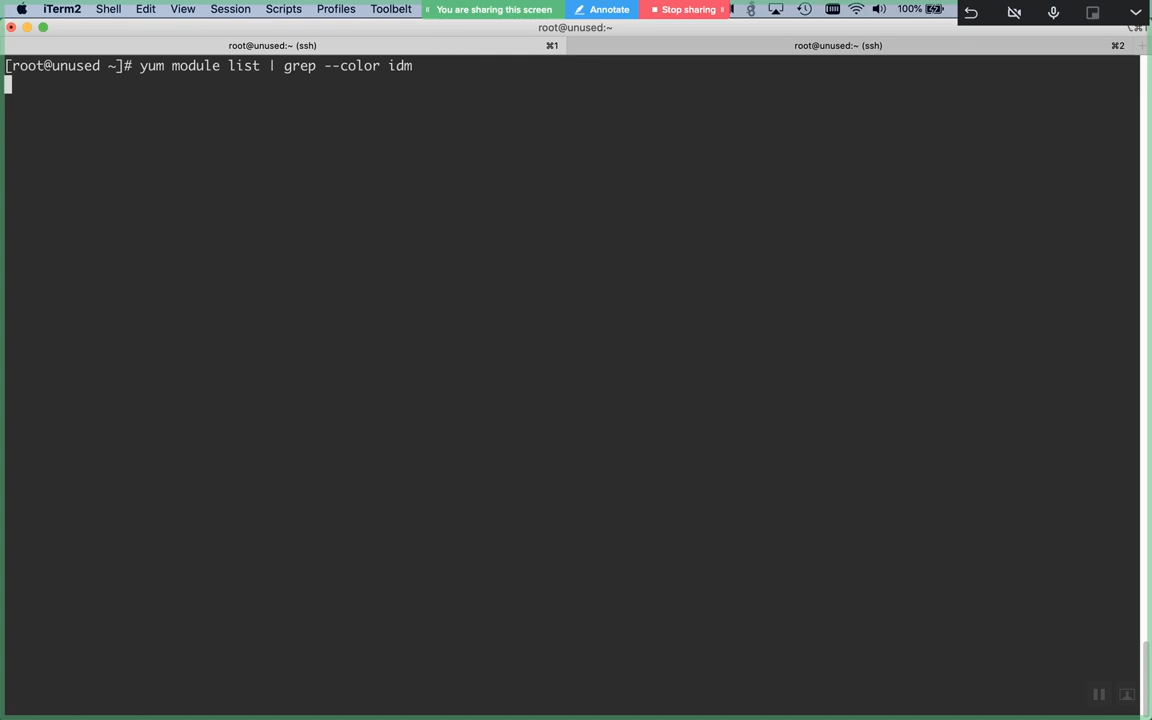 iTerm2 Shell Edit View Session Scripts Profiles Toolbelt You are sharing this screen Annotate Stop sharing 100%
root@unused:~
root@unused:~ (ssh) ⌘1 root@unused:~ (ssh) ⌘2
[root@unused ~]# yum module list | grep --color idm